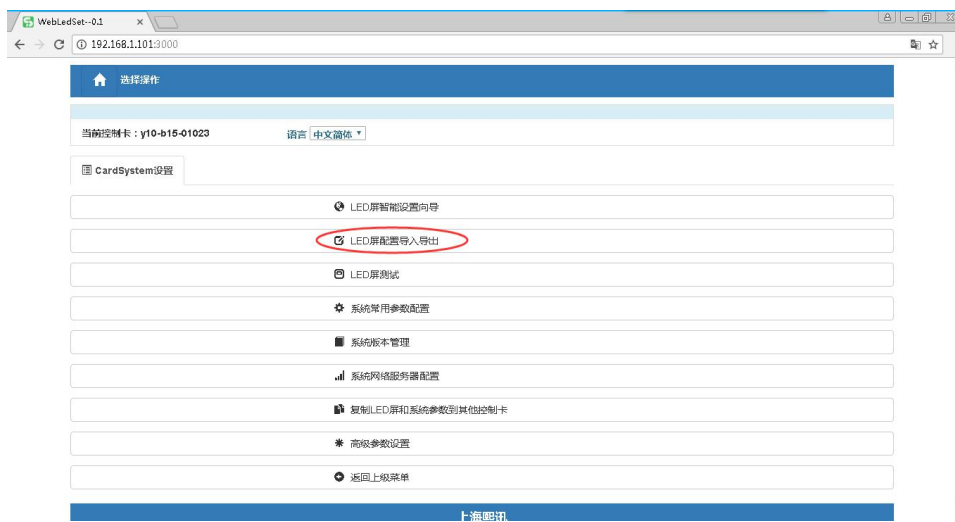 WebLedSet--0.1
192.168.1.101:3000
选择操作
当前控制卡：y10-b15-01023 语言 中文简体
CardSystem设置
LED屏智能设置向导
LED屏配置导入导出
LED屏测试
系统常用参数配置
系统版本管理
系统网络服务器配置
复制LED屏和系统参数到其他控制卡
高级参数设置
返回上级菜单
上海熙讯